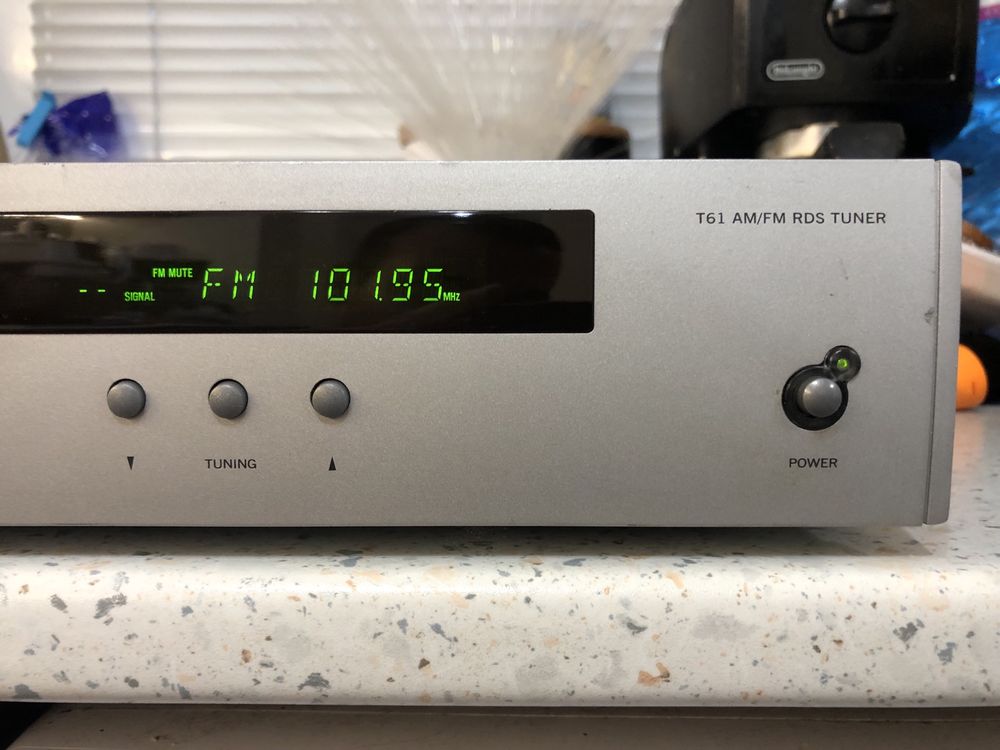 T61 AM/FM RDS TUNER
FM MUTE
-- SIGNAL FM 101.95 MHz
▼ TUNING ▲
POWER